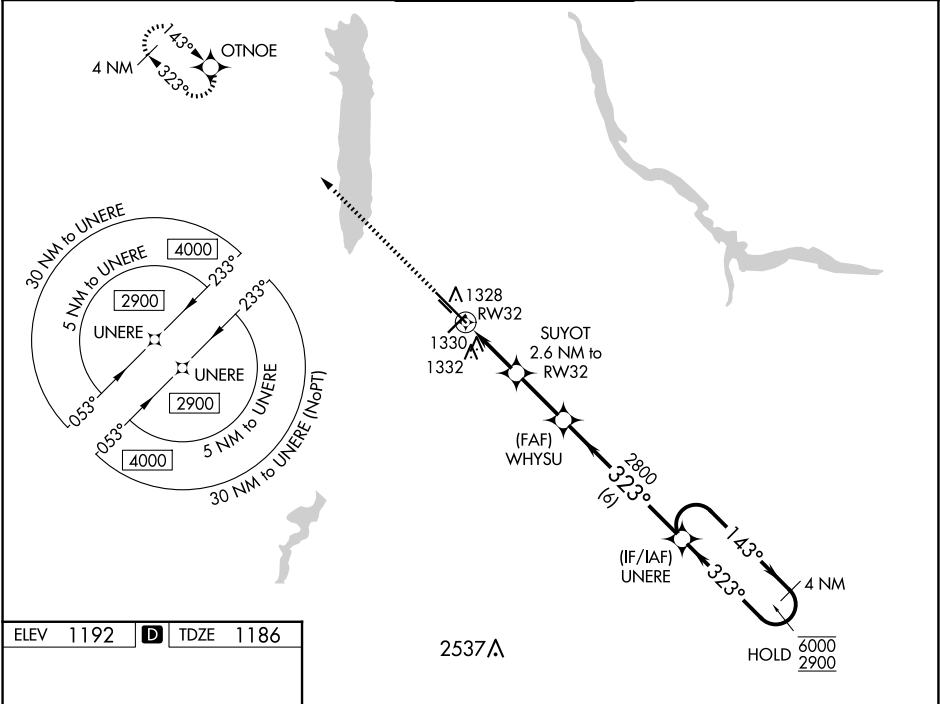 143°
OTNOE
4 NM
323°
30 NM to UNERE
4000
233°
5 NM to UNERE
2900
233°
UNERE
UNERE
053°
2900
053°
5 NM to UNERE
4000
30 NM to UNERE (NoPT)
1328
RW32
1330
1332
SUYOT
2.6 NM to
RW32
(FAF)
WHYSU
2800
323°
(6)
(IF/IAF)
UNERE
143°
323°
4 NM
HOLD 6000
2900
2537
ELEV 1192 D TDZE 1186